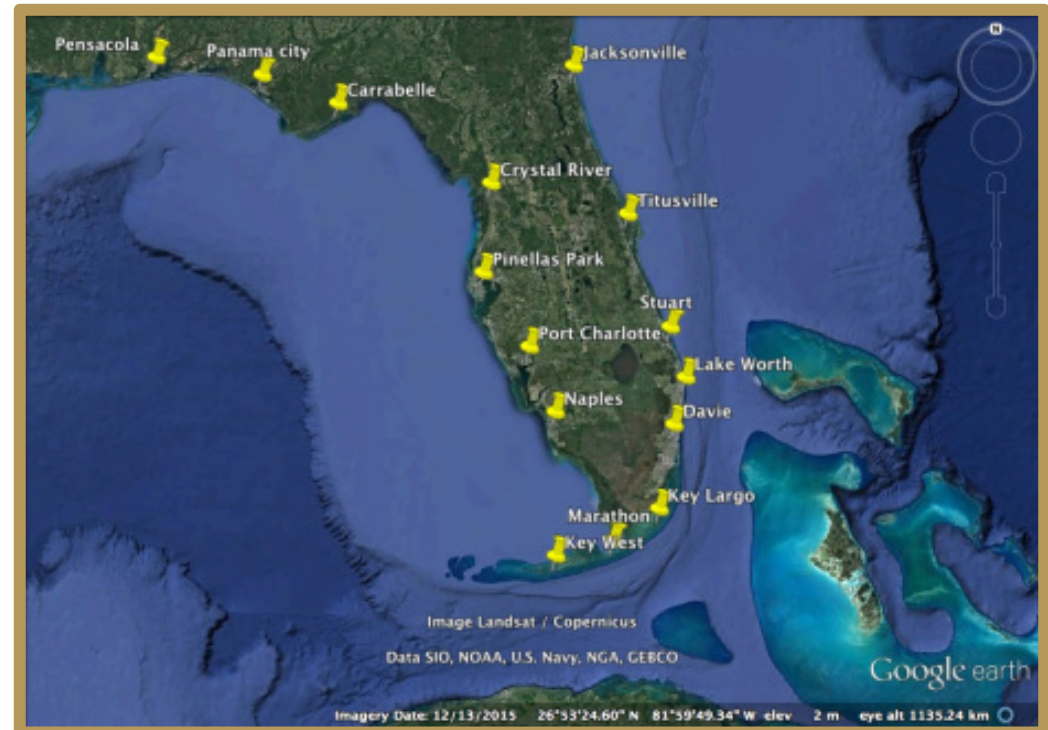 Pensacola
Panama city
Jacksonville
Carrabelle
Crystal River
Titusville
Pinellas Park
Stuart
Port Charlotte
Lake Worth
Naples
Davie
Key Largo
Marathon
Key West
Image Landsat / Copernicus
Data SIO, NOAA, U.S. Navy, NGA, GEBCO
Google earth
Imagery Date: 12/13/2015 26°53'24.60" N 81°59'49.34" W elev 2 m eye alt 1135.24 km
N